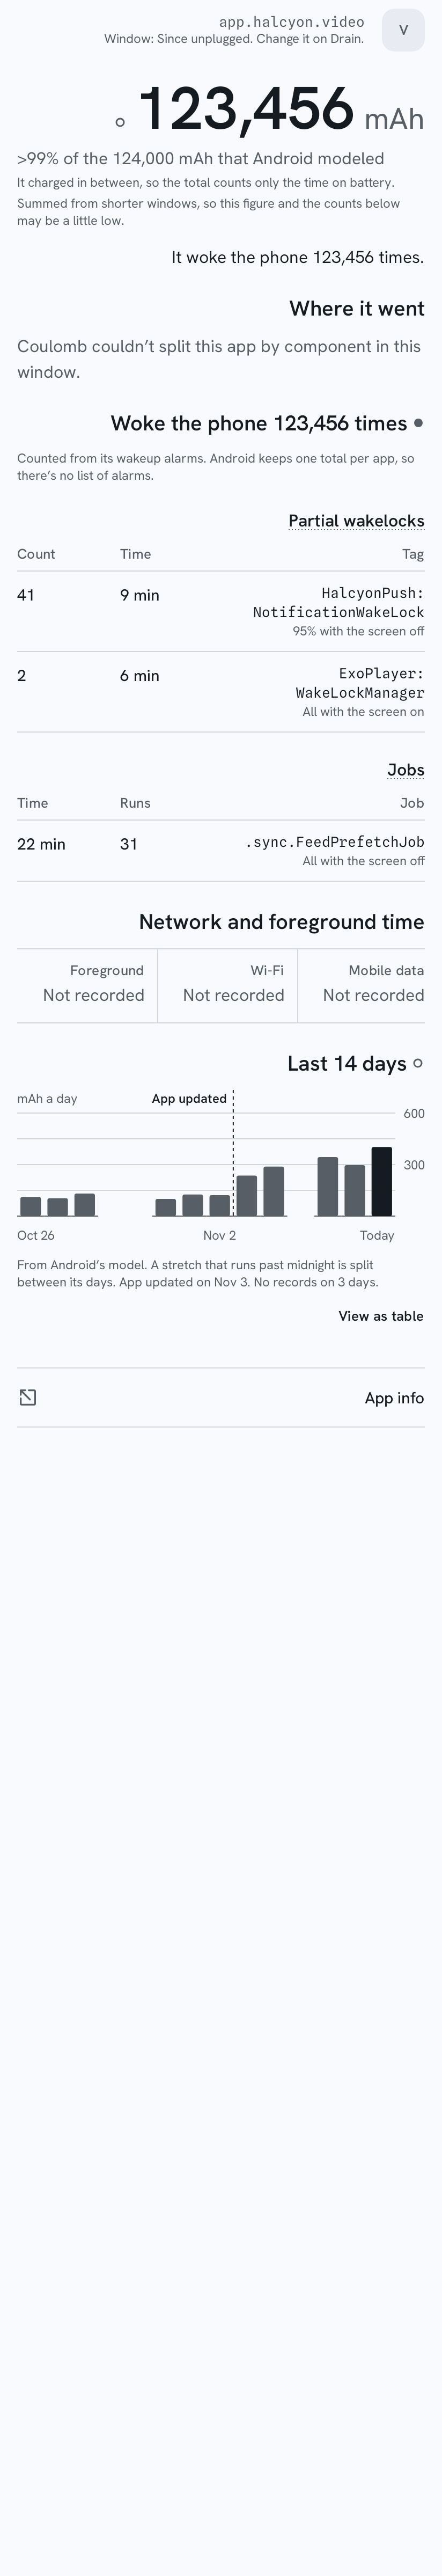 app.halcyon.video
Window: Since unplugged. Change it on Drain.
V
123,456 mAh
>99% of the 124,000 mAh that Android modeled
It charged in between, so the total counts only the time on battery.
Summed from shorter windows, so this figure and the counts below
may be a little low.
It woke the phone 123,456 times.
Where it went
Coulomb couldn’t split this app by component in this
window.
Woke the phone 123,456 times
Counted from its wakeup alarms. Android keeps one total per app, so
there’s no list of alarms.
Partial wakelocks
Count Time Tag
41 9 min HalcyonPush:
NotificationWakeLock
95% with the screen off
2 6 min ExoPlayer:
WakeLockManager
All with the screen on
Jobs
Time Runs Job
22 min 31 .sync.FeedPrefetchJob
All with the screen off
Network and foreground time
Foreground Wi-Fi Mobile data
Not recorded Not recorded Not recorded
Last 14 days
mAh a day App updated
600
300
Oct 26 Nov 2 Today
From Android’s model. A stretch that runs past midnight is split
between its days. App updated on Nov 3. No records on 3 days.
View as table
App info